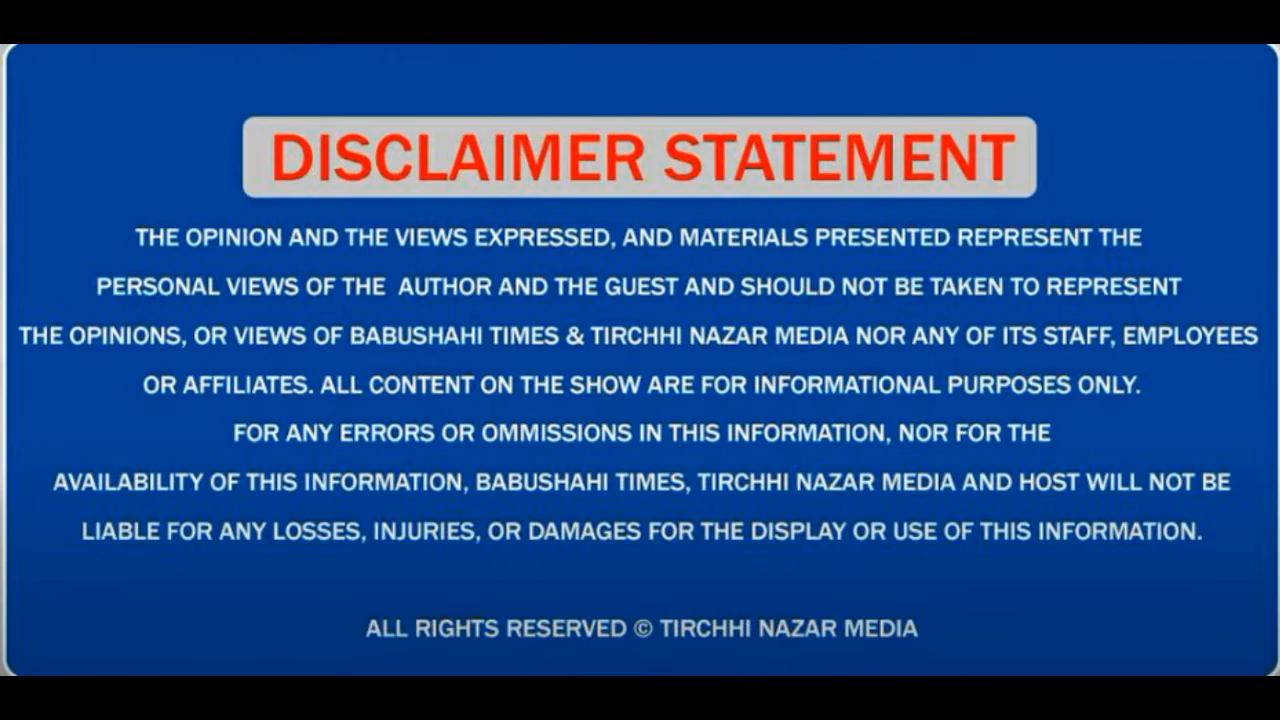 DISCLAIMER STATEMENT
THE OPINION AND THE VIEWS EXPRESSED, AND MATERIALS PRESENTED REPRESENT THE
PERSONAL VIEWS OF THE AUTHOR AND THE GUEST AND SHOULD NOT BE TAKEN TO REPRESENT
THE OPINIONS, OR VIEWS OF BABUSHAHI TIMES & TIRCHHI NAZAR MEDIA NOR ANY OF ITS STAFF, EMPLOYEES
OR AFFILIATES. ALL CONTENT ON THE SHOW ARE FOR INFORMATIONAL PURPOSES ONLY.
FOR ANY ERRORS OR OMMISSIONS IN THIS INFORMATION, NOR FOR THE
AVAILABILITY OF THIS INFORMATION, BABUSHAHI TIMES, TIRCHHI NAZAR MEDIA AND HOST WILL NOT BE
LIABLE FOR ANY LOSSES, INJURIES, OR DAMAGES FOR THE DISPLAY OR USE OF THIS INFORMATION.
ALL RIGHTS RESERVED © TIRCHHI NAZAR MEDIA